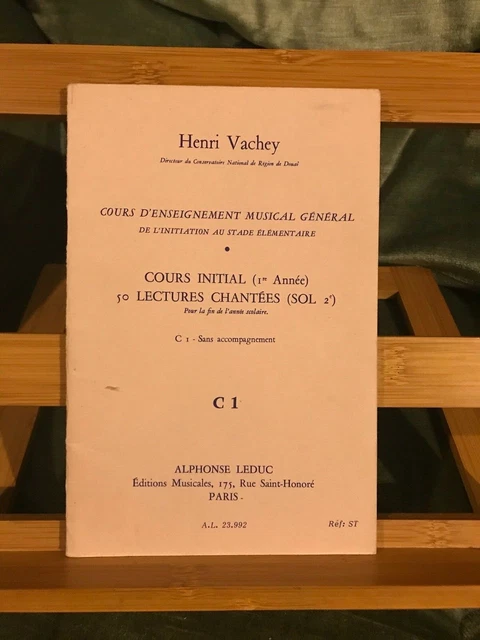 Henri Vachey
Directeur du Conservatoire National de Région de Douai
COURS D'ENSEIGNEMENT MUSICAL GÉNÉRAL
DE L'INITIATION AU STADE ÉLÉMENTAIRE
COURS INITIAL (1re Année)
50 LECTURES CHANTÉES (SOL 2e)
Pour la fin de l'année scolaire.
C 1 - Sans accompagnement
C 1
ALPHONSE LEDUC
Éditions Musicales, 175, Rue Saint-Honoré
PARIS -
A.L. 23.992 Réf: ST